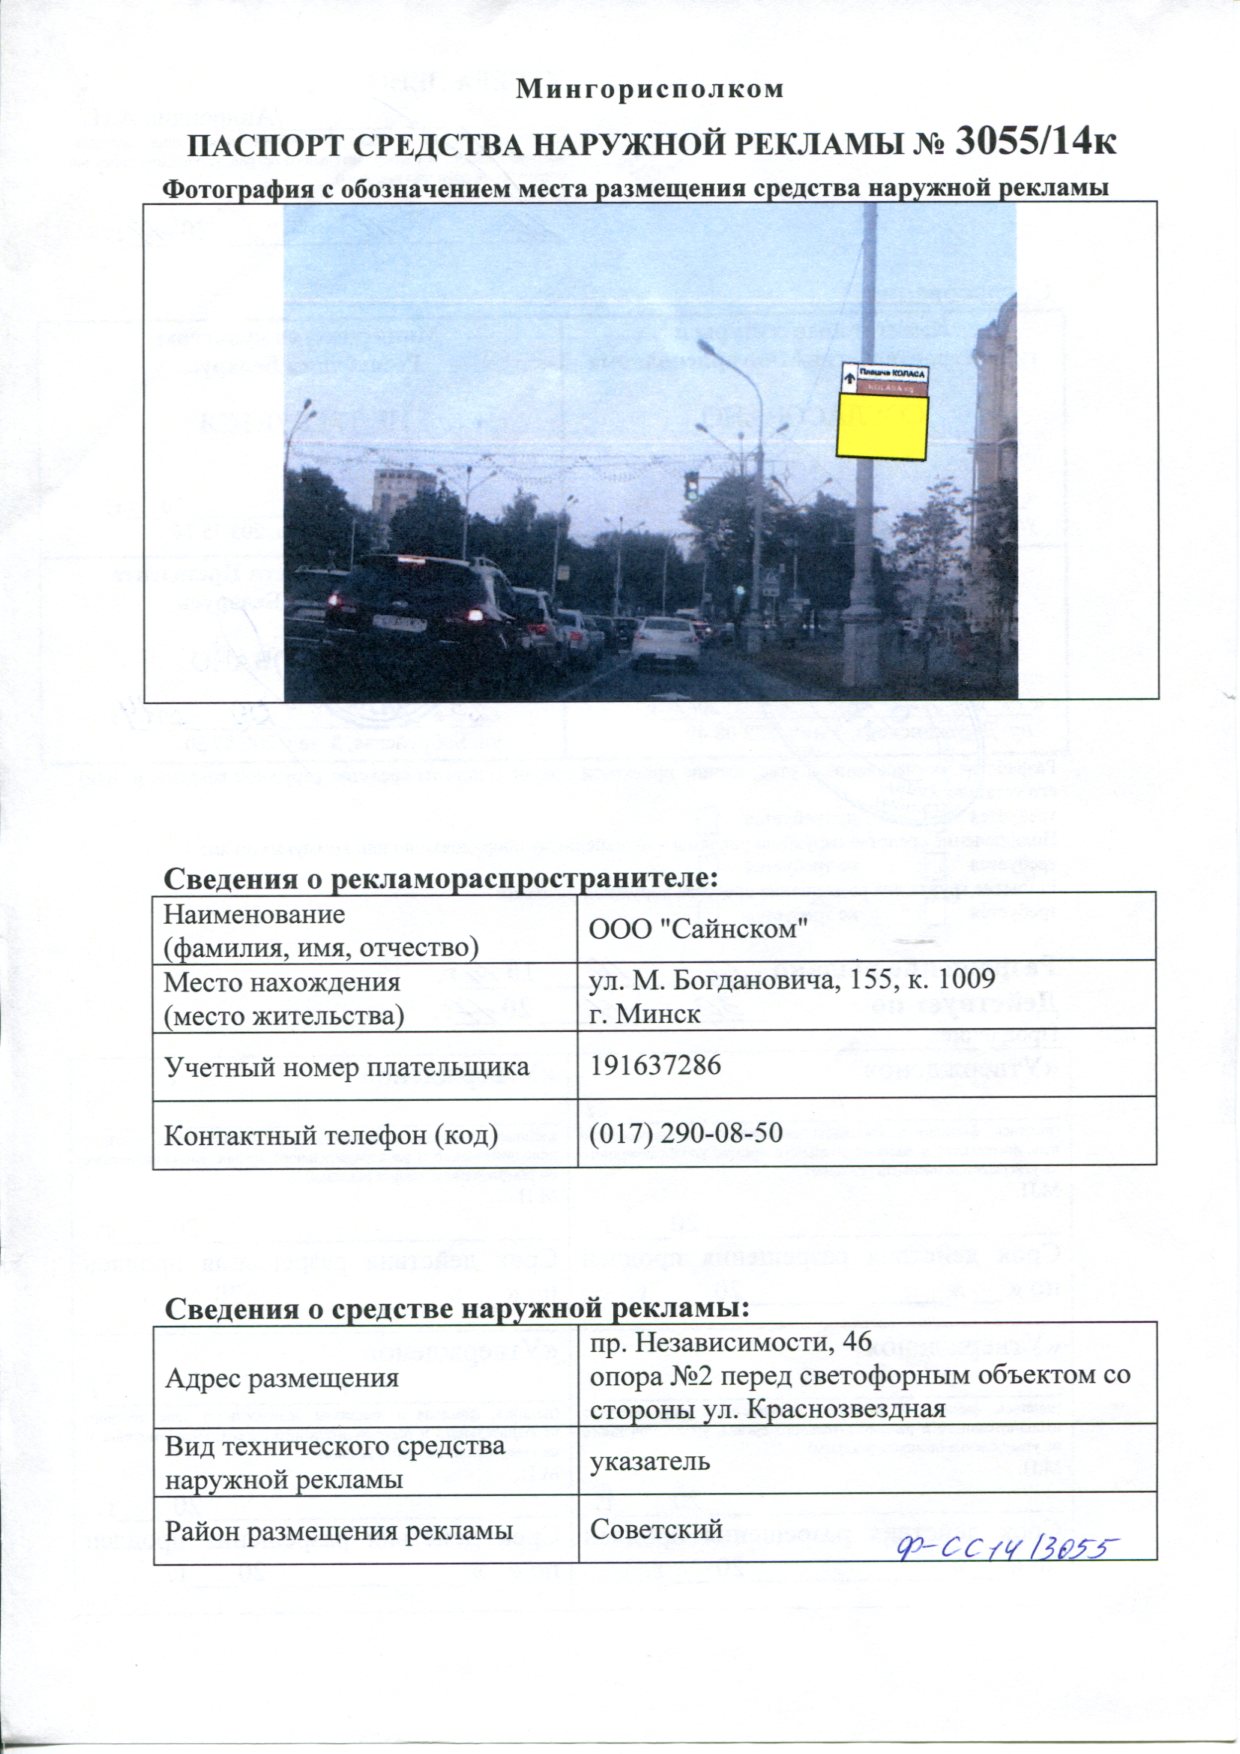 Мингорисполком
ПАСПОРТ СРЕДСТВА НАРУЖНОЙ РЕКЛАМЫ № 3055/14к
Фотография с обозначением места размещения средства наружной рекламы
Плошча КОЛАСА
KOLASA sq
Сведения о рекламораспространителе:
Наименование
(фамилия, имя, отчество)
ООО "Сайнском"
Место нахождения
(место жительства)
ул. М. Богдановича, 155, к. 1009
г. Минск
Учетный номер плательщика
191637286
Контактный телефон (код)
(017) 290-08-50
Сведения о средстве наружной рекламы:
Адрес размещения
пр. Независимости, 46
опора №2 перед светофорным объектом со
стороны ул. Краснозвездная
Вид технического средства
наружной рекламы
указатель
Район размещения рекламы
Советский
Ф-СС14/3055